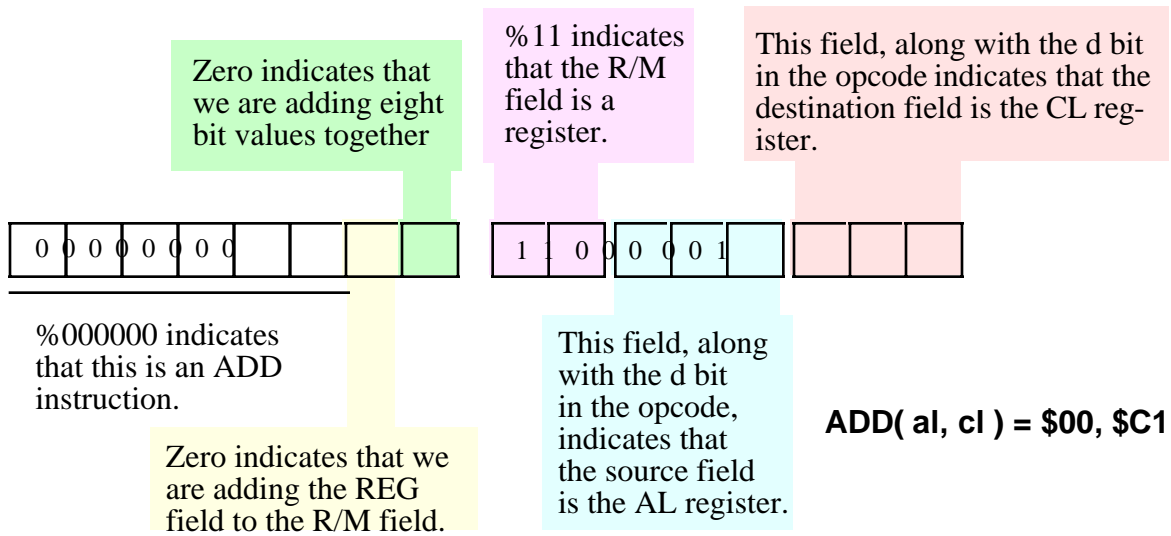 Zero indicates that
we are adding eight
bit values together
%11 indicates
that the R/M
field is a
register.
This field, along with the d bit
in the opcode indicates that the
destination field is the CL reg-
ister.
0 0 0 0 0 0 0 0
1 1 0 0 0 0 0 1
%000000 indicates
that this is an ADD
instruction.
Zero indicates that we
are adding the REG
field to the R/M field.
This field, along
with the d bit
in the opcode,
indicates that
the source field
is the AL register.
ADD( al, cl ) = $00, $C1